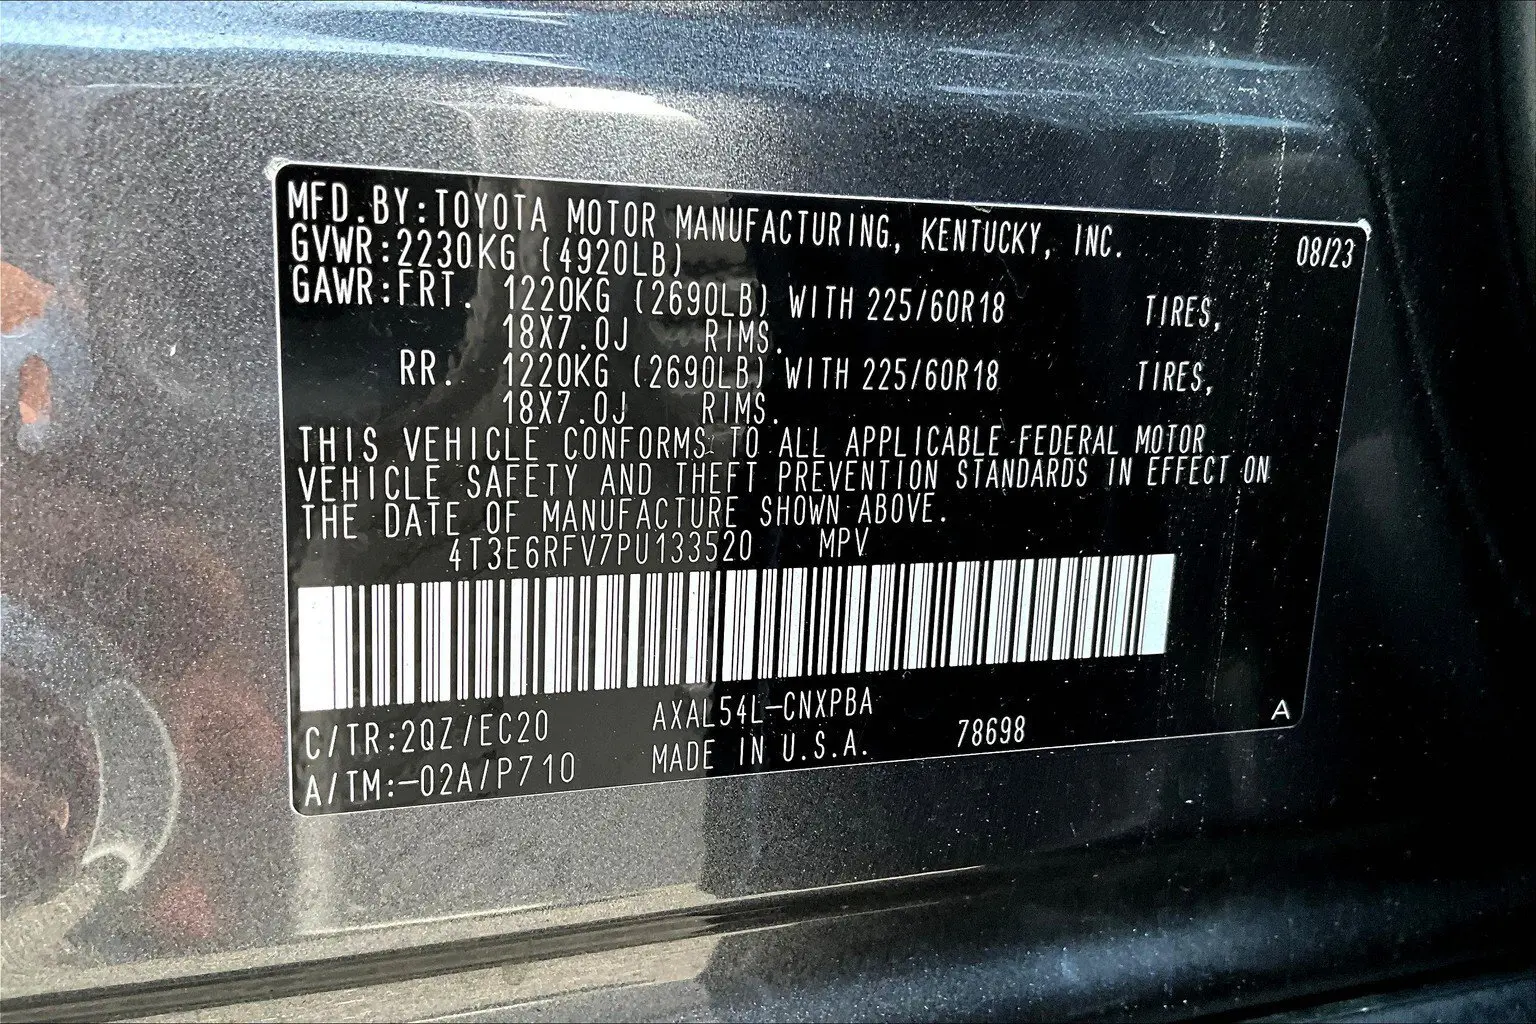 MFD.BY:TOYOTA MOTOR MANUFACTURING, KENTUCKY, INC.
GVWR:2230KG (4920LB) 08/23
GAWR:FRT. 1220KG (2690LB) WITH 225/60R18 TIRES,
18X7.0J RIMS.
RR. 1220KG (2690LB) WITH 225/60R18 TIRES,
18X7.0J RIMS.
THIS VEHICLE CONFORMS TO ALL APPLICABLE FEDERAL MOTOR
VEHICLE SAFETY AND THEFT PREVENTION STANDARDS IN EFFECT ON
THE DATE OF MANUFACTURE SHOWN ABOVE.
4T3E6RFV7PU133520 MPV
C/TR:2QZ/EC20 AXAL54L-CNXPBA A
A/TM:-02A/P710 MADE IN U.S.A. 78698